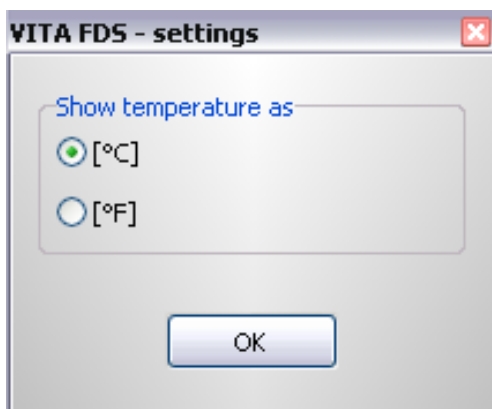 VITA FDS - settings
Show temperature as
[°C]
[°F]
OK